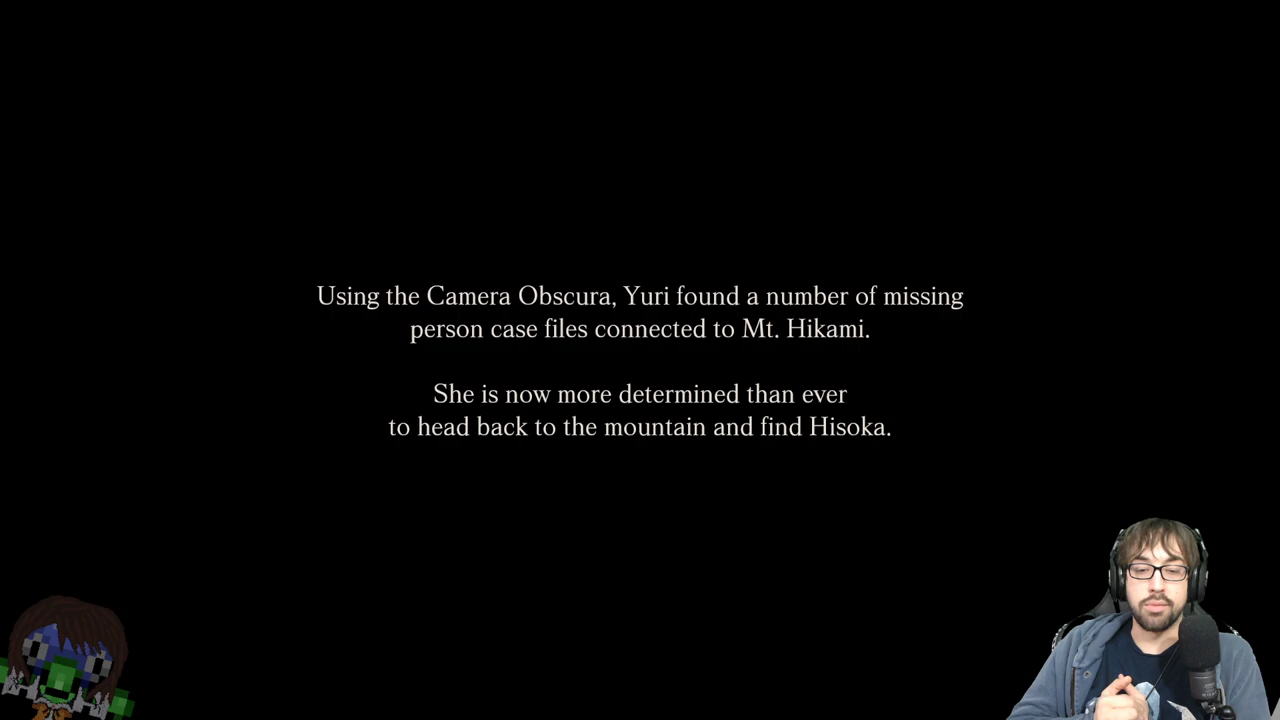 Using the Camera Obscura, Yuri found a number of missing
person case files connected to Mt. Hikami.
She is now more determined than ever
to head back to the mountain and find Hisoka.